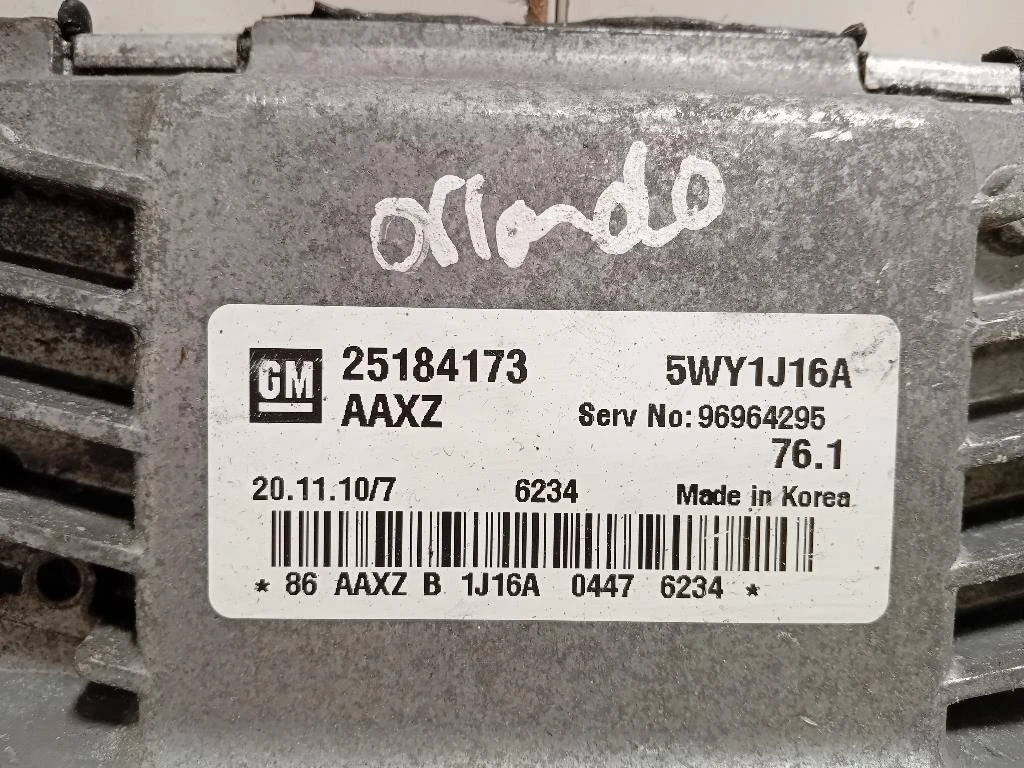 orlando
GM 25184173 5WY1J16A
AAXZ Serv No: 96964295
76.1
20.11.10/7 6234 Made in Korea
* 86 AAXZ B 1J16A 0447 6234 *